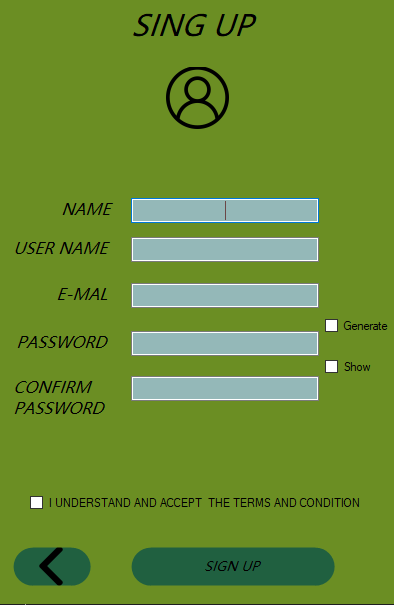 SING UP
NAME
USER NAME
E-MAL
Generate
PASSWORD
Show
CONFIRM
PASSWORD
I UNDERSTAND AND ACCEPT THE TERMS AND CONDITION
SIGN UP